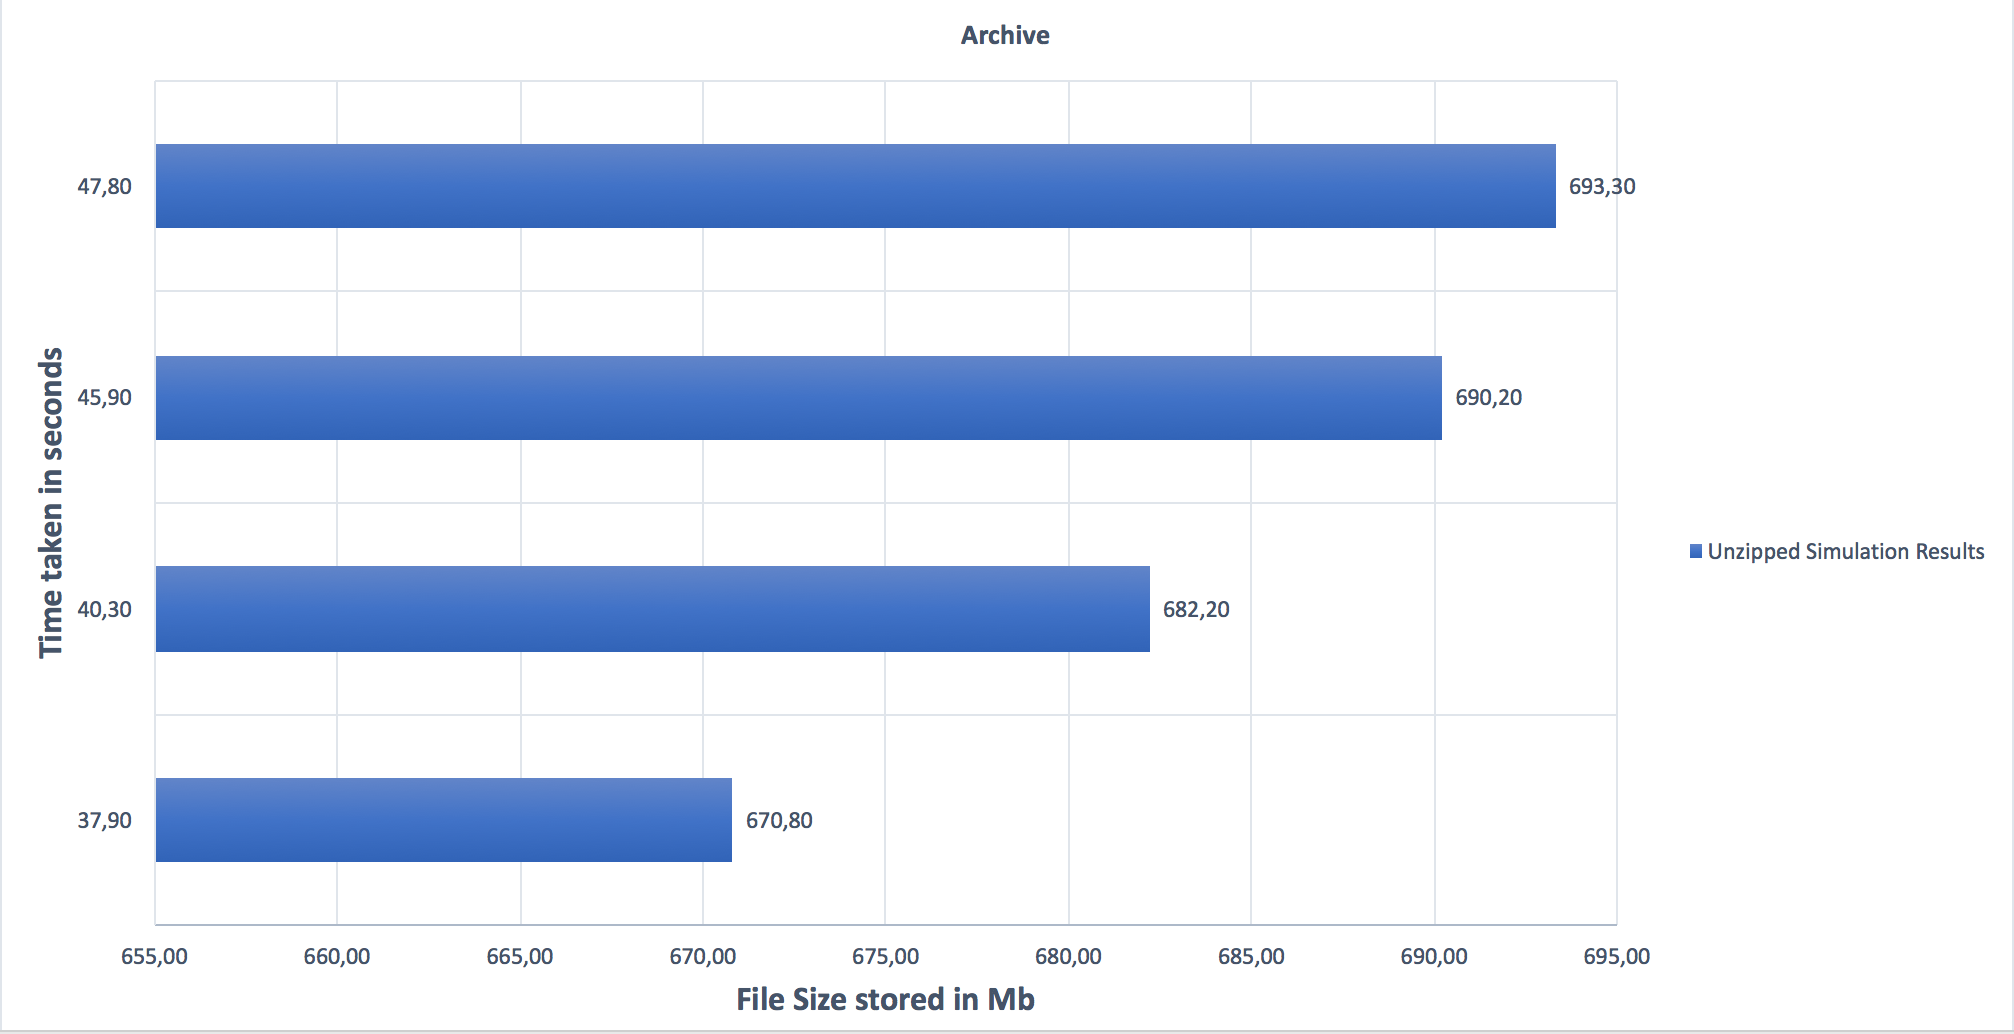 Archive
47,80
693,30
45,90
690,20
40,30
682,20
37,90
670,80
Time taken in seconds
655,00 660,00 665,00 670,00 675,00 680,00 685,00 690,00 695,00
File Size stored in Mb
Unzipped Simulation Results